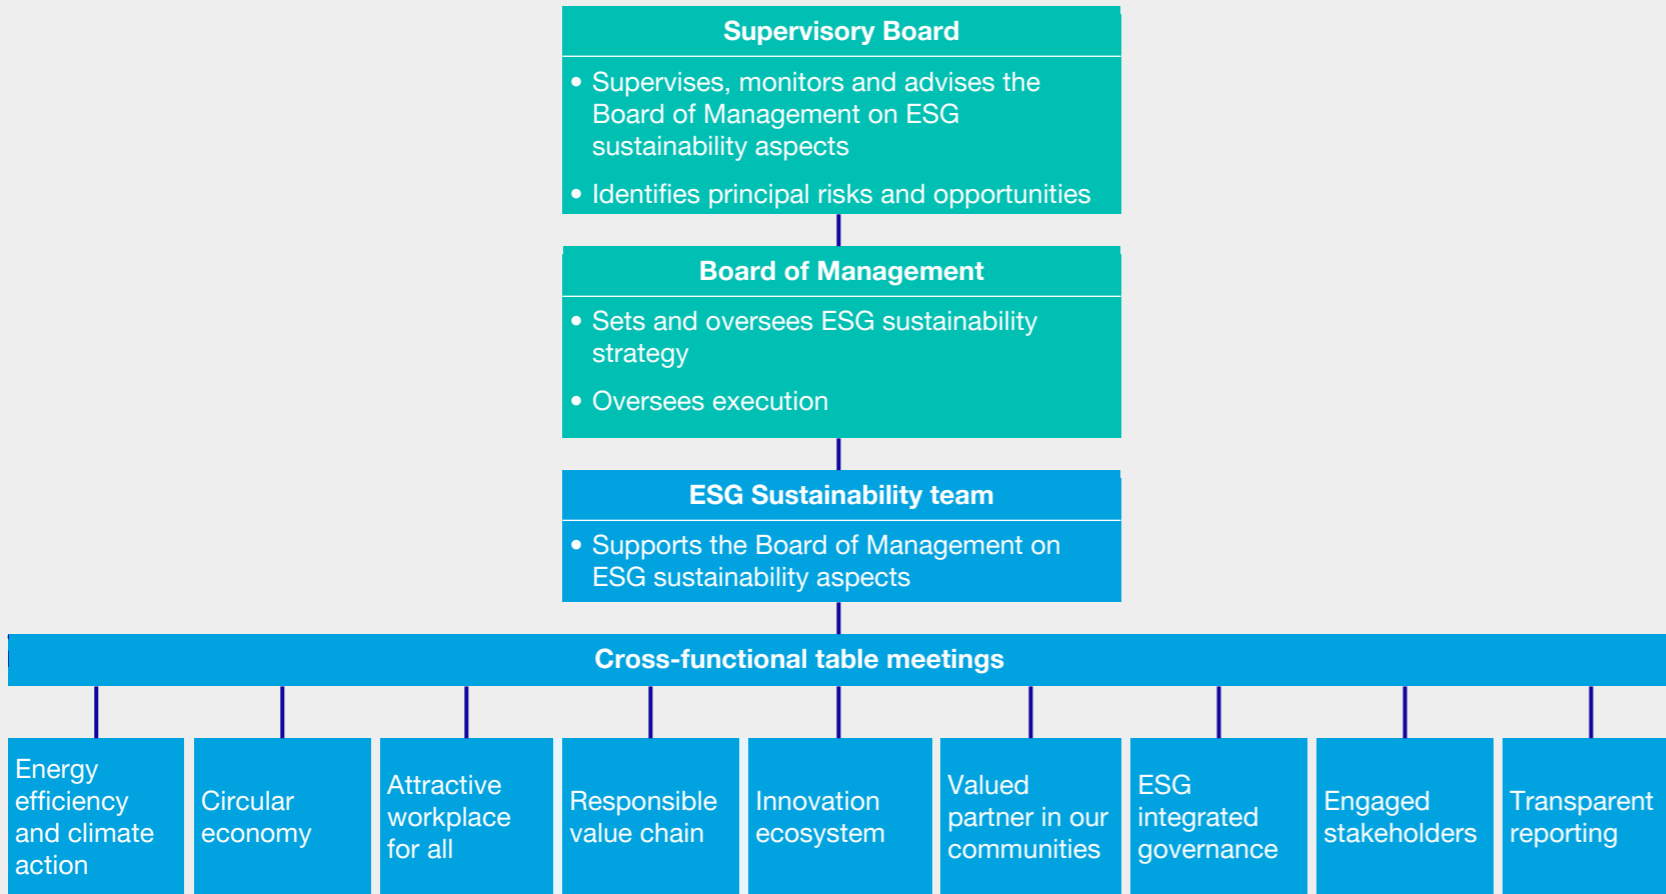 Supervisory Board
• Supervises, monitors and advises the
Board of Management on ESG
sustainability aspects
• Identifies principal risks and opportunities
Board of Management
• Sets and oversees ESG sustainability
strategy
• Oversees execution
ESG Sustainability team
• Supports the Board of Management on
ESG sustainability aspects
Cross-functional table meetings
Energy
efficiency
and climate
action
Circular
economy
Attractive
workplace
for all
Responsible
value chain
Innovation
ecosystem
Valued
partner in our
communities
ESG
integrated
governance
Engaged
stakeholders
Transparent
reporting